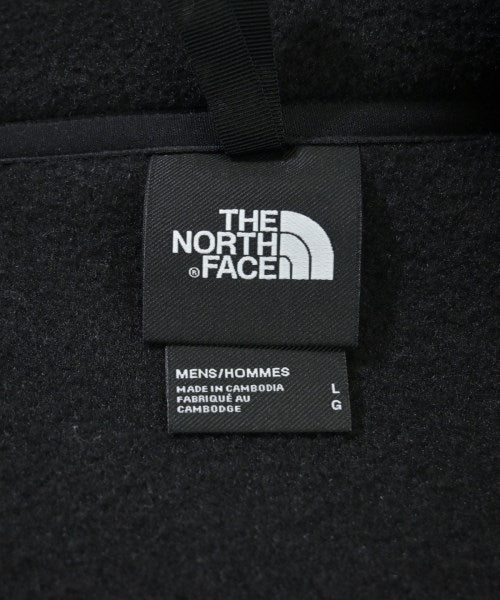 THE
NORTH
® FACE
MENS/HOMMES
MADE IN CAMBODIA L
FABRIQUÉ AU
CAMBODGE G